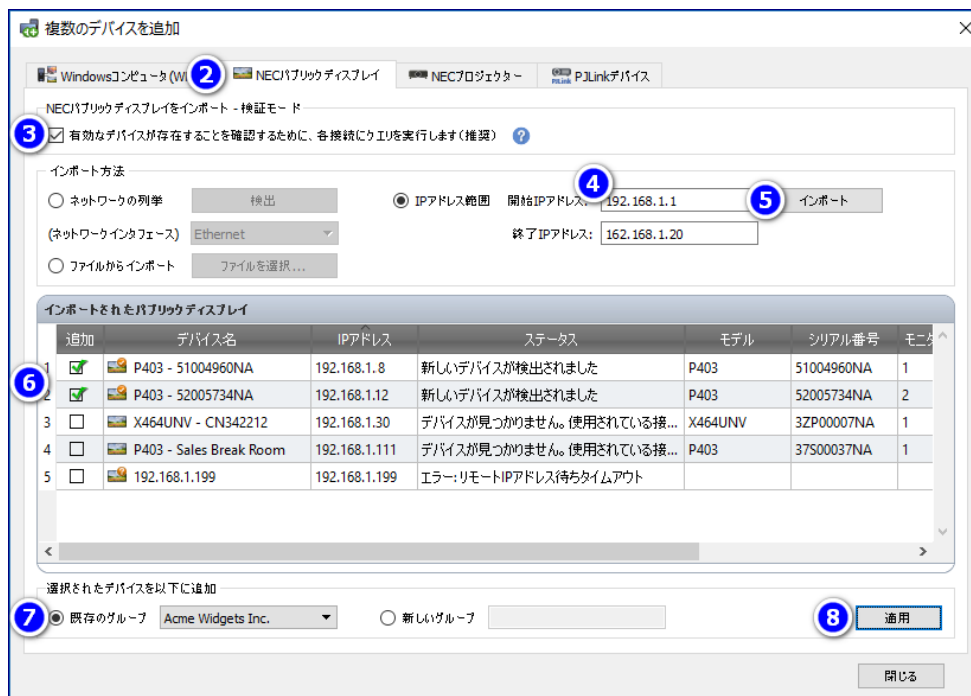 複数のデバイスを追加
Windowsコンピュータ(W
2
NECパブリックディスプレイ
NECプロジェクター
PJLinkデバイス
NECパブリックディスプレイをインポート - 検証モード
3
有効なデバイスが存在することを確認するために、各接続にクエリを実行します(推奨)
?
インポート方法
4
ネットワークの列挙
検出
IPアドレス範囲
開始IPアドレス:
192.168.1.1
5
インポート
(ネットワークインタフェース)
Ethernet
終了IPアドレス:
162.168.1.20
ファイルからインポート
ファイルを選択...
インポートされたパブリックディスプレイ
追加 デバイス名 IPアドレス ステータス モデル シリアル番号 モニタ
1 P403 - 51004960NA 192.168.1.8 新しいデバイスが検出されました P403 51004960NA 1
6
2 P403 - 52005734NA 192.168.1.12 新しいデバイスが検出されました P403 52005734NA 2
3 X464UNV - CN342212 192.168.1.30 デバイスが見つかりません。使用されている接... X464UNV 3ZP00007NA 1
4 P403 - Sales Break Room 192.168.1.111 デバイスが見つかりません。使用されている接... P403 37S00037NA 1
5 192.168.1.199 192.168.1.199 エラー:リモートIPアドレス待ちタイムアウト
選択されたデバイスを以下に追加
7
既存のグループ
Acme Widgets Inc.
新しいグループ
8
適用
閉じる